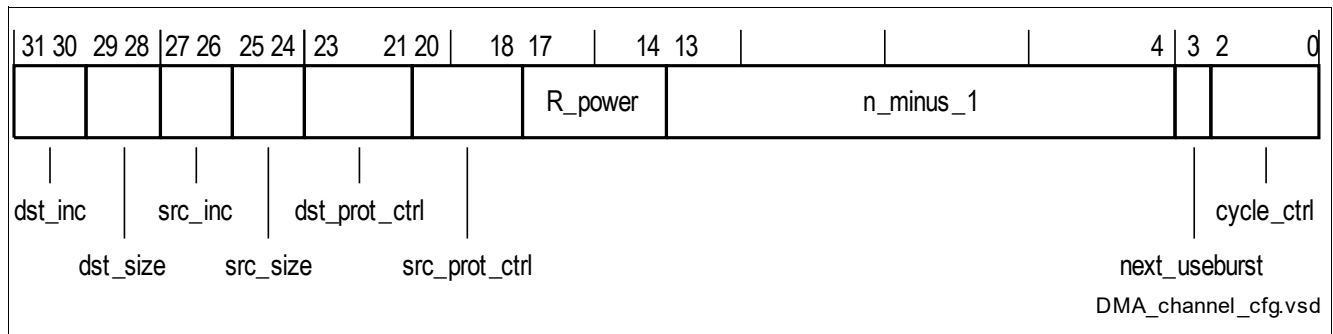 31 30 29 28 27 26 25 24 23 21 20 18 17 14 13 4 3 2 0
R_power n_minus_1
dst_inc src_inc dst_prot_ctrl cycle_ctrl
dst_size src_size src_prot_ctrl next_useburst
DMA_channel_cfg.vsd